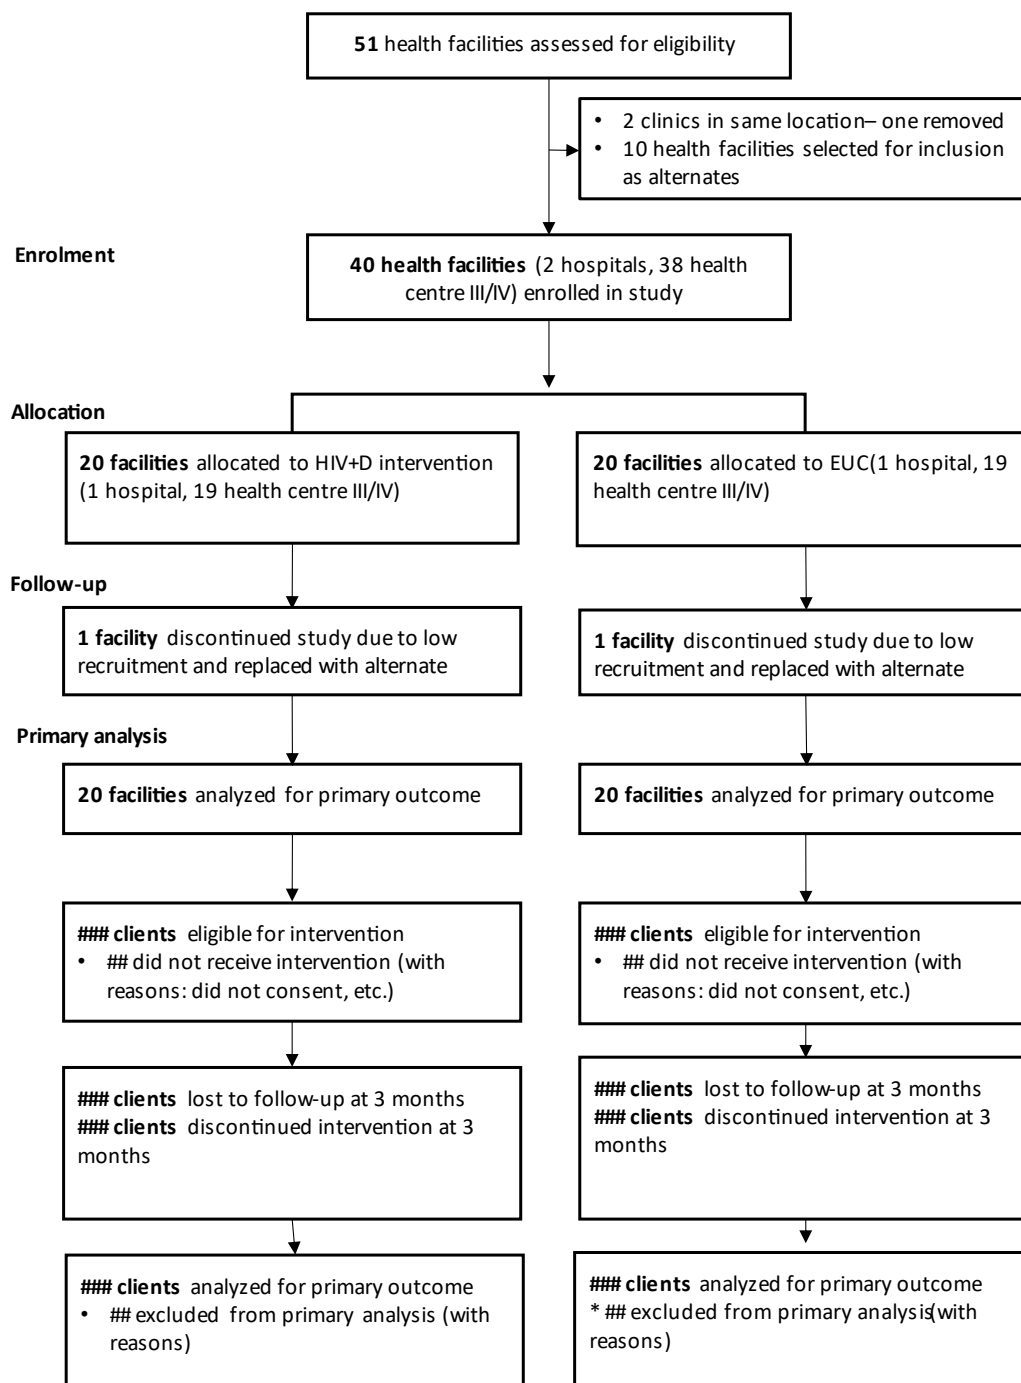 51 health facilities assessed for eligibility
• 2 clinics in same location– one removed
• 10 health facilities selected for inclusion
as alternates
Enrolment
40 health facilities (2 hospitals, 38 health
centre III/IV) enrolled in study
Allocation
20 facilities allocated to HIV+D intervention
(1 hospital, 19 health centre III/IV)
20 facilities allocated to EUC(1 hospital, 19
health centre III/IV)
Follow-up
1 facility discontinued study due to low
recruitment and replaced with alternate
1 facility discontinued study due to low
recruitment and replaced with alternate
Primary analysis
20 facilities analyzed for primary outcome
20 facilities analyzed for primary outcome
### clients eligible for intervention
• ## did not receive intervention (with
reasons: did not consent, etc.)
### clients eligible for intervention
• ## did not receive intervention (with
reasons: did not consent, etc.)
### clients lost to follow-up at 3 months
### clients discontinued intervention at 3
months
### clients lost to follow-up at 3 months
### clients discontinued intervention at 3
months
### clients analyzed for primary outcome
• ## excluded from primary analysis (with
reasons)
### clients analyzed for primary outcome
* ## excluded from primary analysis(with
reasons)